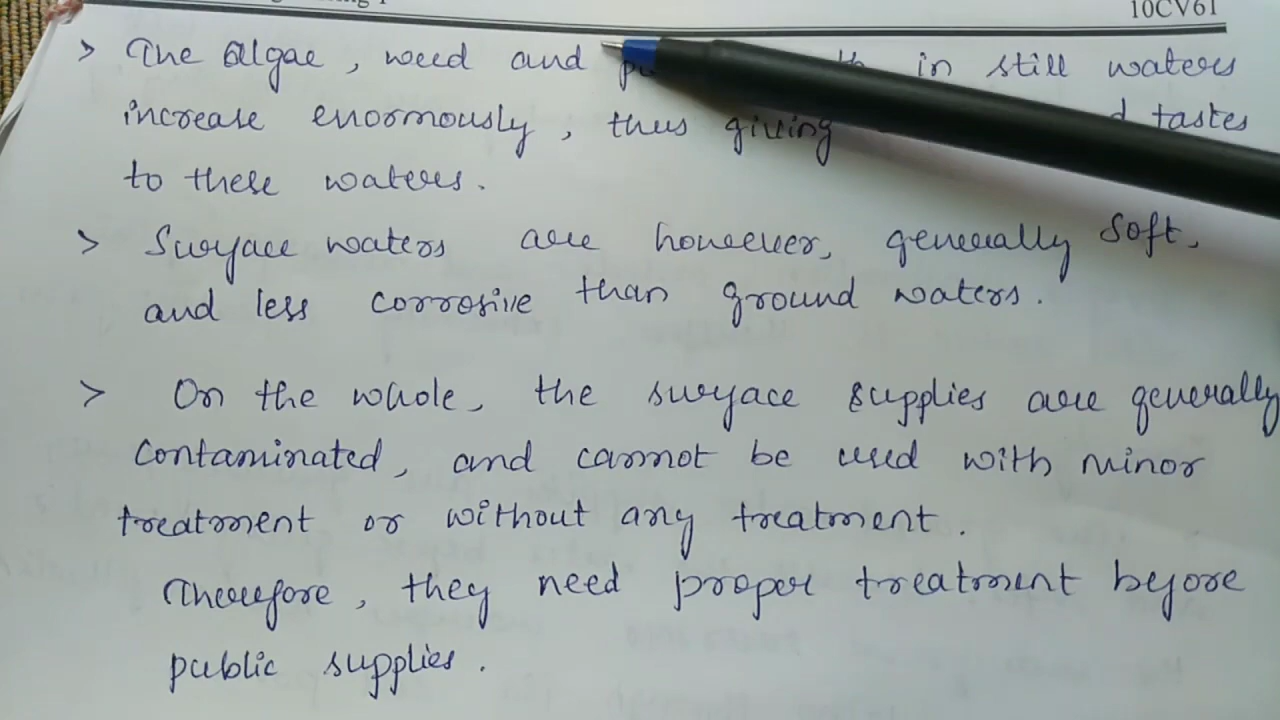 10CV61
> The algae, weed and in still waters
increase enormously, thus giving tastes
to these waters.
> Surface waters are however, generally soft,
and less corrosive than ground waters.
> On the whole, the surface supplies are generally
contaminated, and cannot be used with minor
treatment or without any treatment.
Therefore, they need proper treatment before
public supplies.